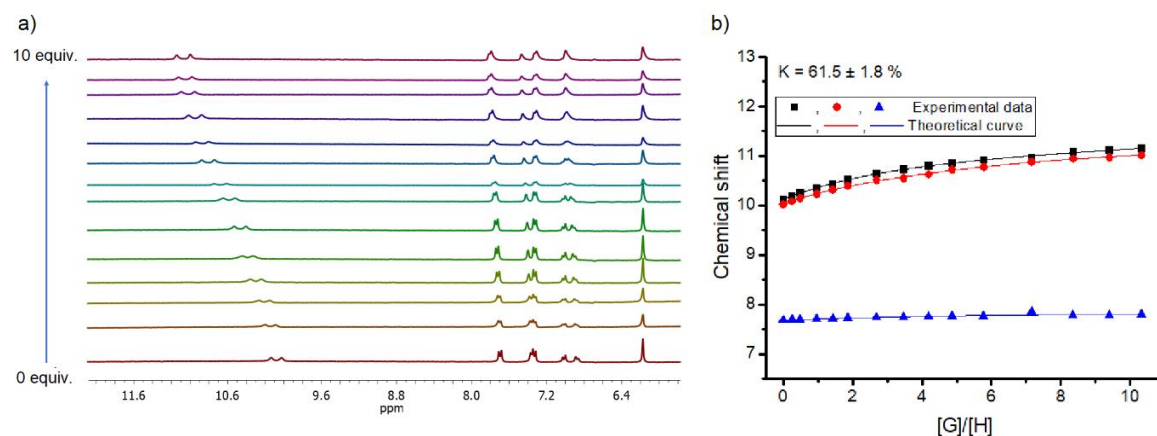 a)
10 equiv.
0 equiv.
11.6 10.6 9.6 8.8 8.0 7.2 6.4
ppm
b)
K = 61.5 ± 1.8 %
, , Experimental data
, , Theoretical curve
Chemical shift
13
12
11
10
9
8
7
0 2 4 6 8 10
[G]/[H]